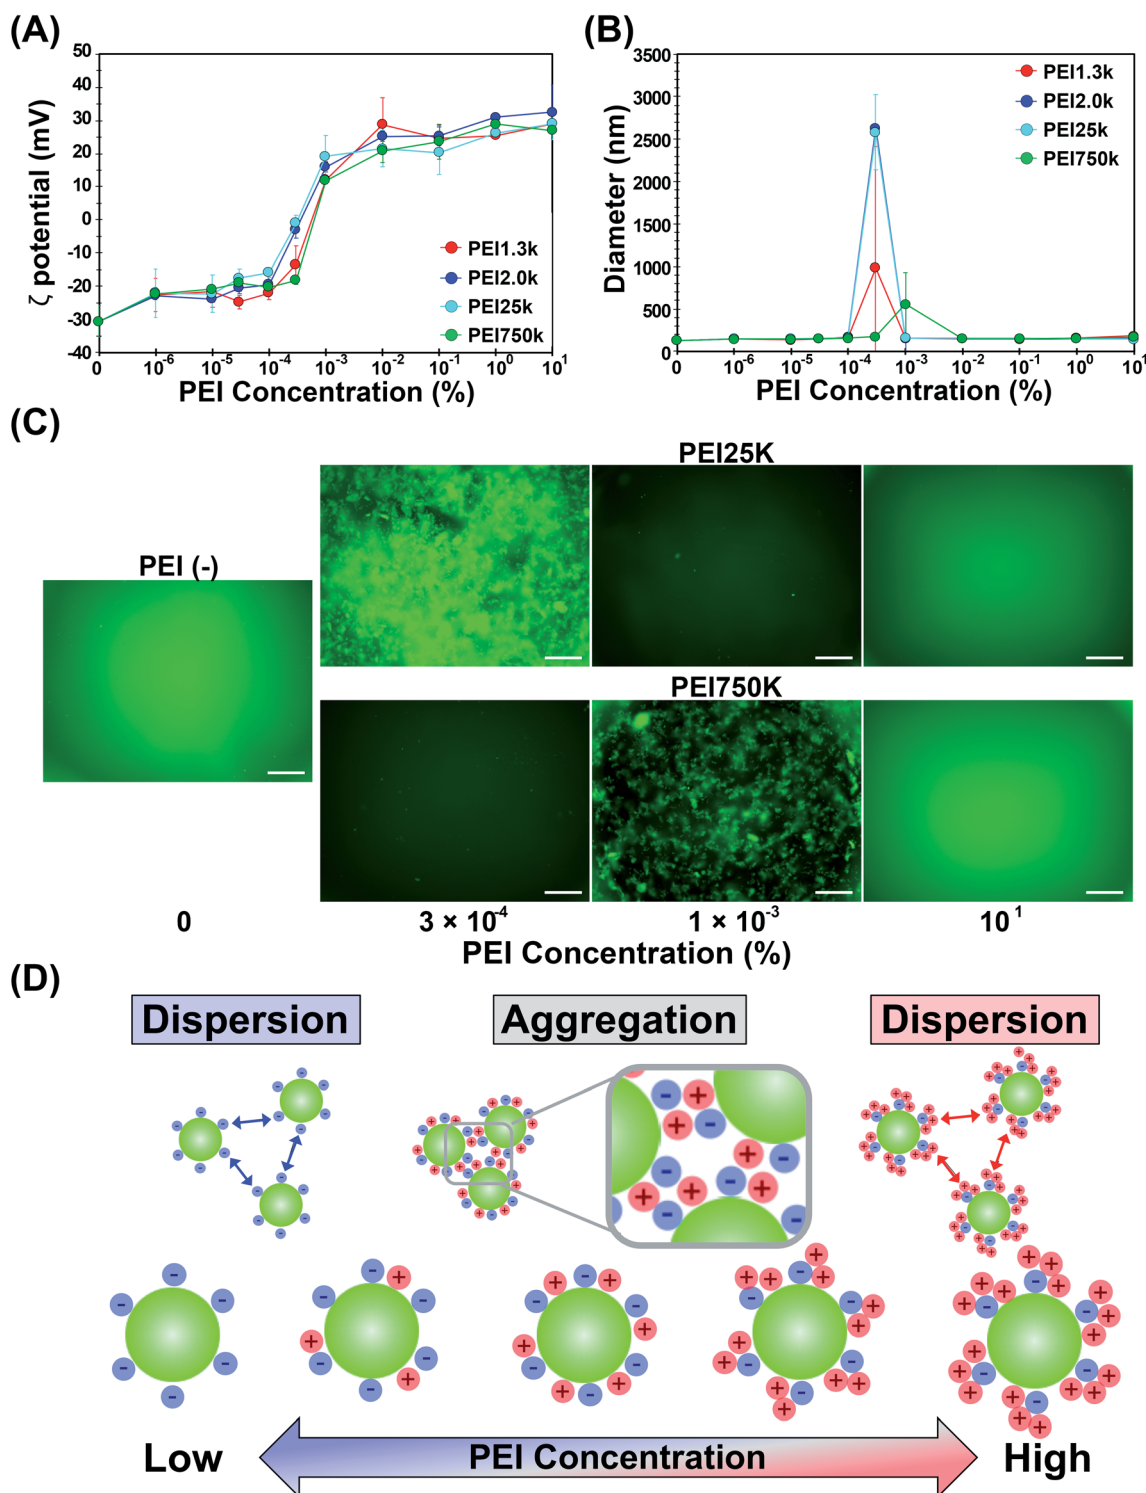 (A)
ζ potential (mV)
50
40
30
20
10
0
-10
-20
-30
-40
PEI1.3k
PEI2.0k
PEI25k
PEI750k
0 10⁻⁶ 10⁻⁵ 10⁻⁴ 10⁻³ 10⁻² 10⁻¹ 10⁰ 10¹
PEI Concentration (%)
(B)
Diameter (nm)
3500
3000
2500
2000
1500
1000
500
0
PEI1.3k
PEI2.0k
PEI25k
PEI750k
0 10⁻⁶ 10⁻⁵ 10⁻⁴ 10⁻³ 10⁻² 10⁻¹ 10⁰ 10¹
PEI Concentration (%)
(C)
PEI25K
PEI (-)
PEI750K
0 3 × 10⁻⁴ 1 × 10⁻³ 10¹
PEI Concentration (%)
(D)
Dispersion Aggregation Dispersion
Low PEI Concentration High